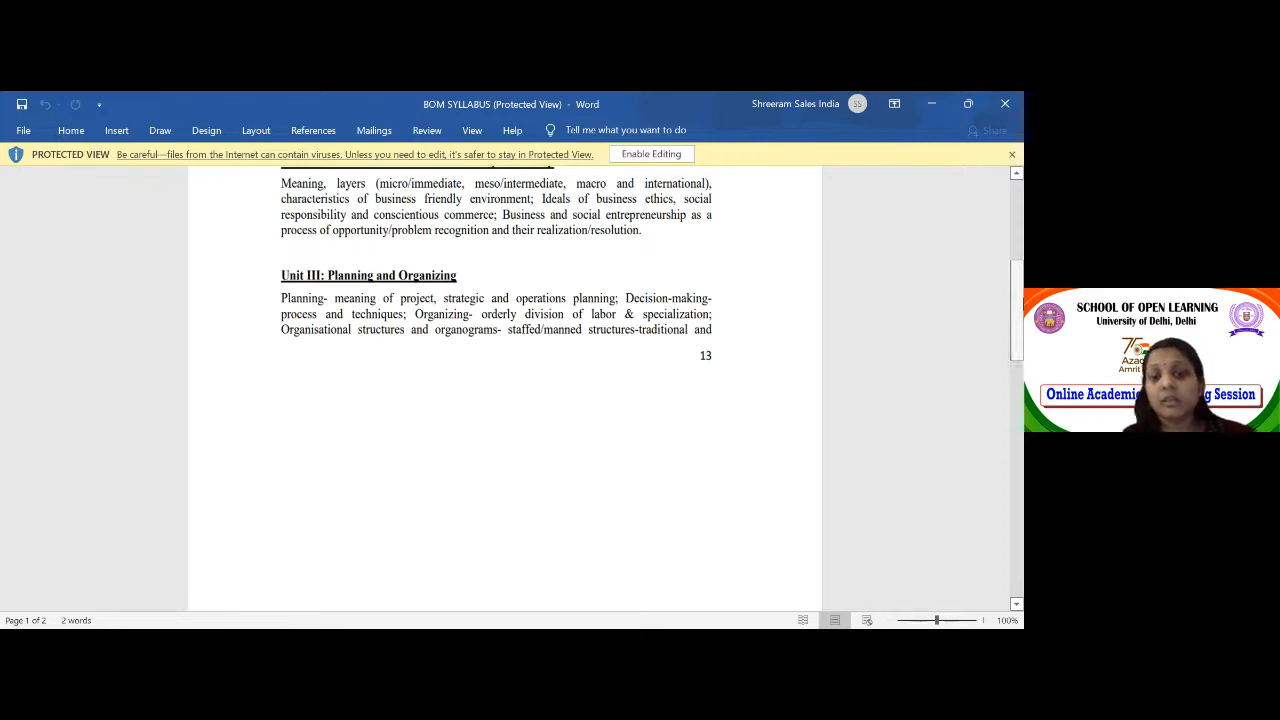 BOM SYLLABUS (Protected View) - Word
Shreeram Sales India
SS
File Home Insert Draw Design Layout References Mailings Review View Help Tell me what you want to do
Share
PROTECTED VIEW Be careful—files from the Internet can contain viruses. Unless you need to edit, it's safer to stay in Protected View. Enable Editing
Meaning, layers (micro/immediate, meso/intermediate, macro and international),
characteristics of business friendly environment; Ideals of business ethics, social
responsibility and conscientious commerce; Business and social entrepreneurship as a
process of opportunity/problem recognition and their realization/resolution.
Unit III: Planning and Organizing
Planning- meaning of project, strategic and operations planning; Decision-making-
process and techniques; Organizing- orderly division of labor & specialization;
Organisational structures and organograms- staffed/manned structures-traditional and
13
SCHOOL OF OPEN LEARNING
University of Delhi, Delhi
75
Amrit
Online Session
Page 1 of 2 2 words
100%